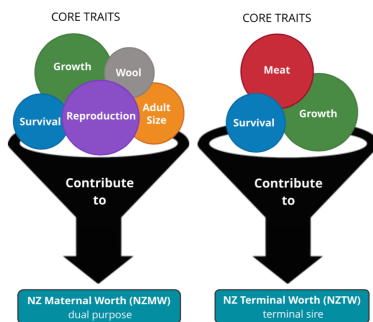 CORE TRAITS
Growth
Wool
Survival
Reproduction
Adult
Size
Contribute
to
NZ Maternal Worth (NZMW)
dual purpose
CORE TRAITS
Meat
Survival
Growth
Contribute
to
NZ Terminal Worth (NZTW)
terminal sire